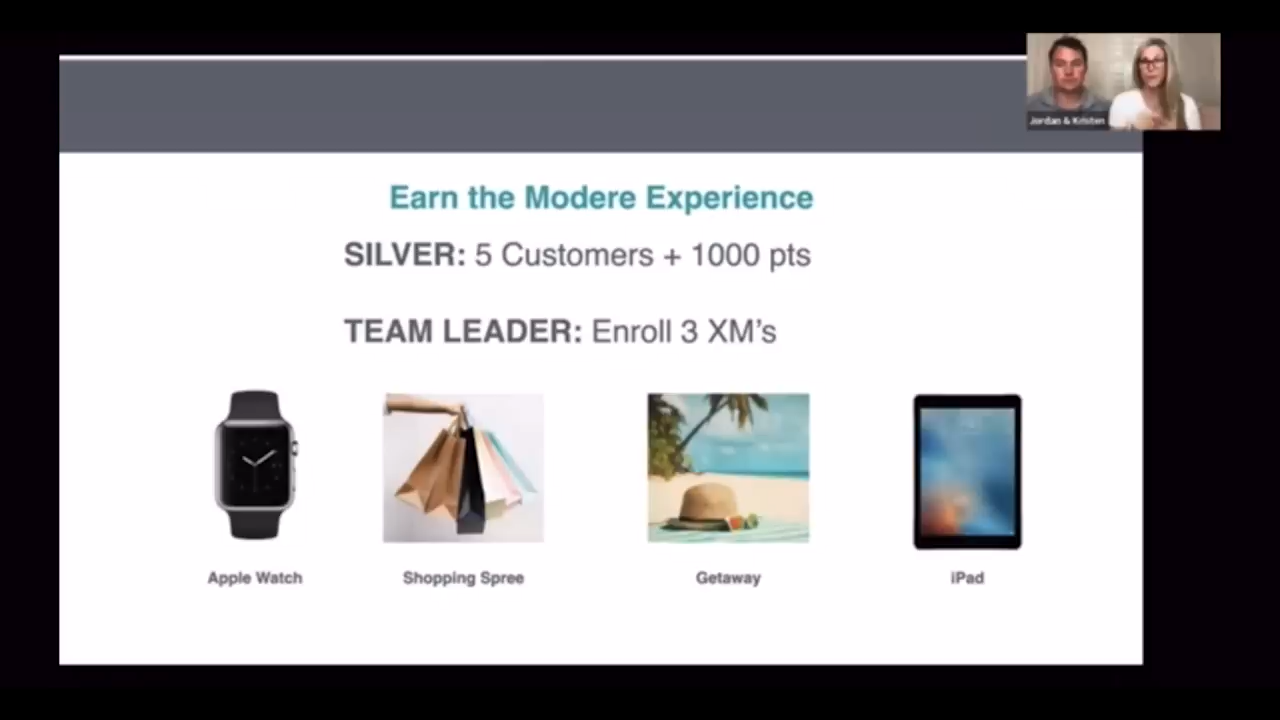 Jordan & Kristen
Earn the Modere Experience
SILVER: 5 Customers + 1000 pts
TEAM LEADER: Enroll 3 XM's
Apple Watch
Shopping Spree
Getaway
iPad